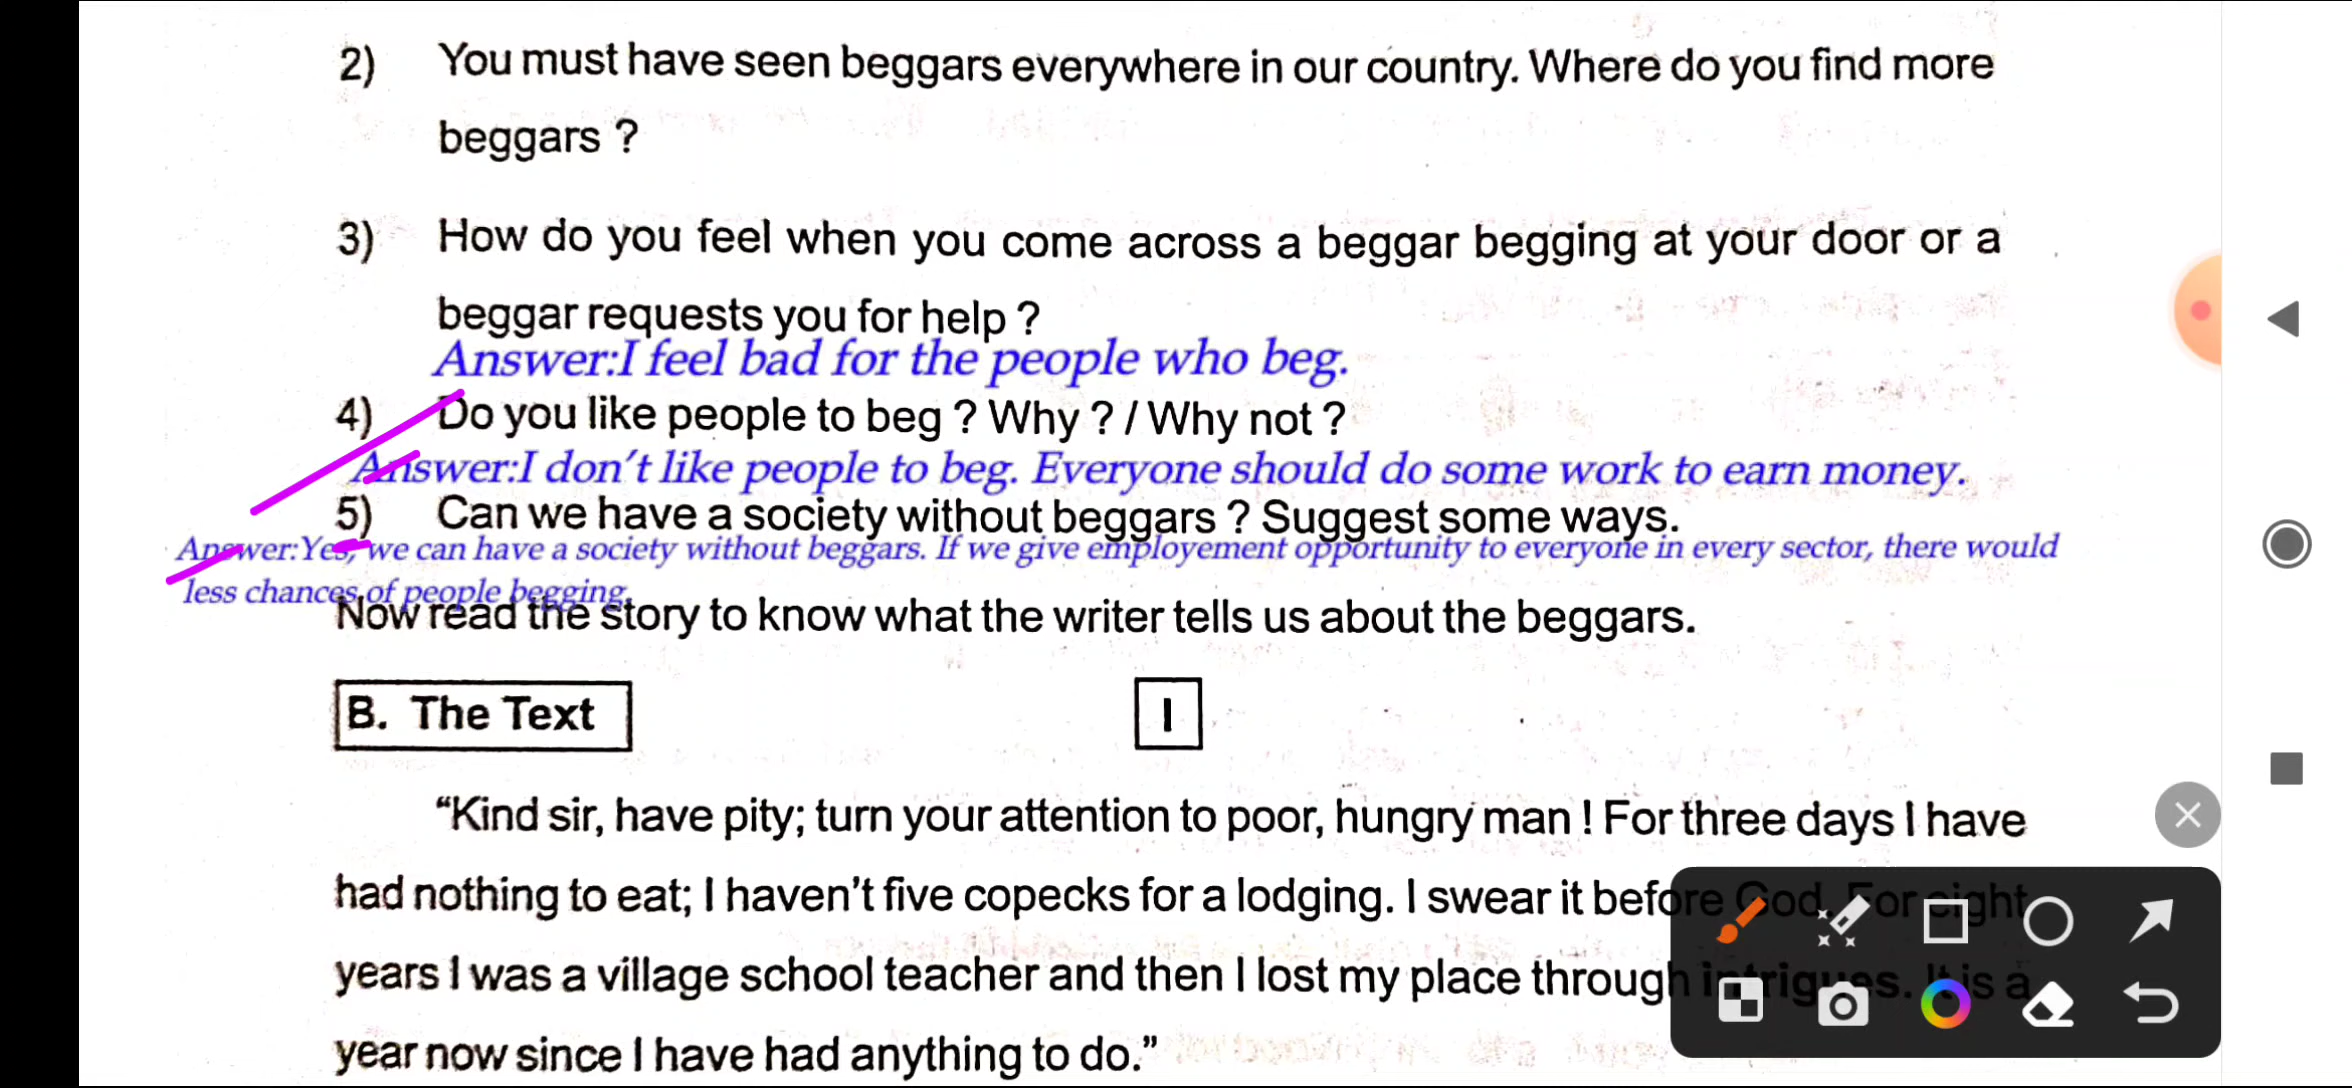 2) You must have seen beggars everywhere in our country. Where do you find more
beggars ?
3) How do you feel when you come across a beggar begging at your door or a
beggar requests you for help ?
Answer:I feel bad for the people who beg.
4) Do you like people to beg ? Why ? / Why not ?
Answer:I don't like people to beg. Everyone should do some work to earn money.
5) Can we have a society without beggars ? Suggest some ways.
Answer:Yes, we can have a society without beggars. If we give employement opportunity to everyone in every sector, there would
less chances of people begging.
Now read the story to know what the writer tells us about the beggars.
B. The Text
I
“Kind sir, have pity; turn your attention to poor, hungry man ! For three days I have
had nothing to eat; I haven't five copecks for a lodging. I swear it before God. For eight
years I was a village school teacher and then I lost my place through intrigues. It is a
year now since I have had anything to do.”